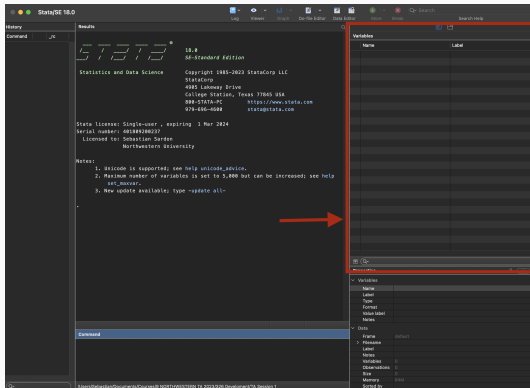 Stata/SE 18.0
Log
Viewer
Graph
Do-file Editor
Data Editor
More
Break
Search
Search Help
History
Results
Variables
Command
_rc
Name
Label
18.0
SE-Standard Edition
Statistics and Data Science
Copyright 1985-2023 StataCorp LLC
StataCorp
4905 Lakeway Drive
College Station, Texas 77845 USA
800-STATA-PC https://www.stata.com
979-696-4600 stata@stata.com
Stata license: Single-user , expiring 1 Mar 2024
Serial number: 401809200237
Licensed to: Sebastian Sardon
Northwestern University
Notes:
1. Unicode is supported; see help unicode_advice.
2. Maximum number of variables is set to 5,000 but can be increased; see help
set_maxvar.
3. New update available; type -update all-
.
Variables
Name
Label
Type
Format
Value label
Notes
Data
Frame default
Filename
Label
Notes
Variables 0
Observations 0
Size 0
Memory
Sorted by
Command